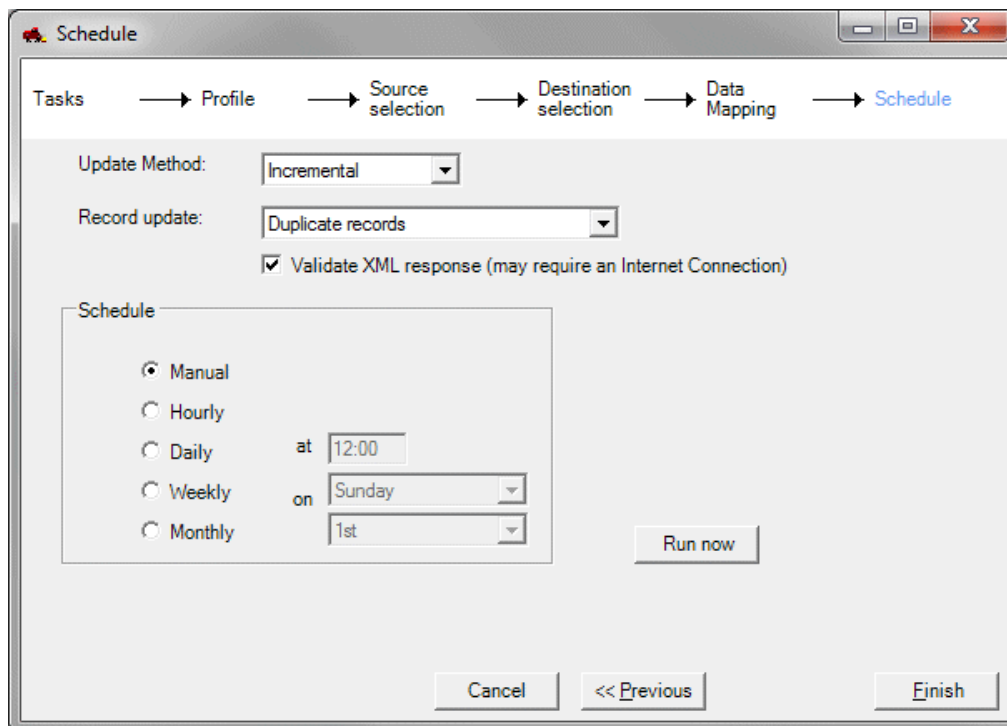 Schedule
Tasks
Profile
Source
selection
Destination
selection
Data
Mapping
Schedule
Update Method:
Incremental
Record update:
Duplicate records
Validate XML response (may require an Internet Connection)
Schedule
Manual
Hourly
Daily
at
12:00
Weekly
on
Sunday
Monthly
1st
Run now
Cancel
<< Previous
Finish